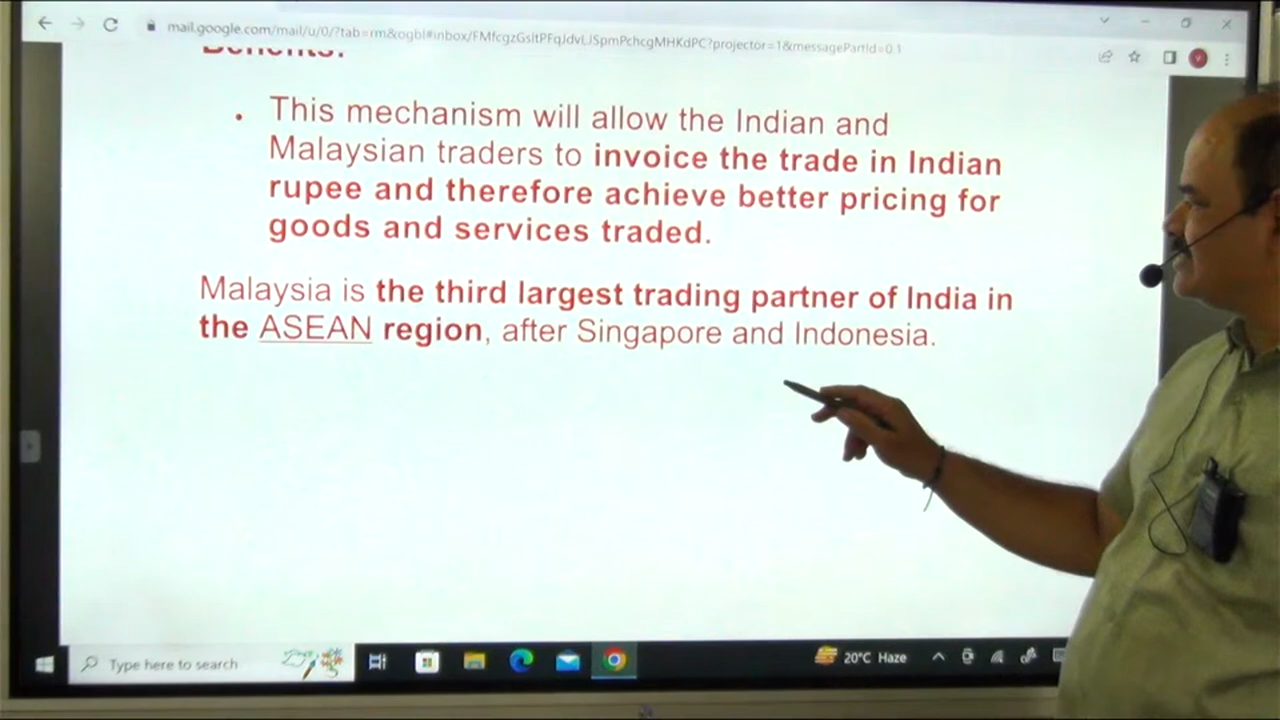 mail.google.com/mail/u/0/?tab=rm&ogbl#inbox/FMfcgzGsltPFqJdvLJSpmPchcgMHKdPC?projector=1&messagePartId=0.1
Benefits:
• This mechanism will allow the Indian and
Malaysian traders to invoice the trade in Indian
rupee and therefore achieve better pricing for
goods and services traded.
Malaysia is the third largest trading partner of India in
the ASEAN region, after Singapore and Indonesia.
Type here to search
20°C Haze